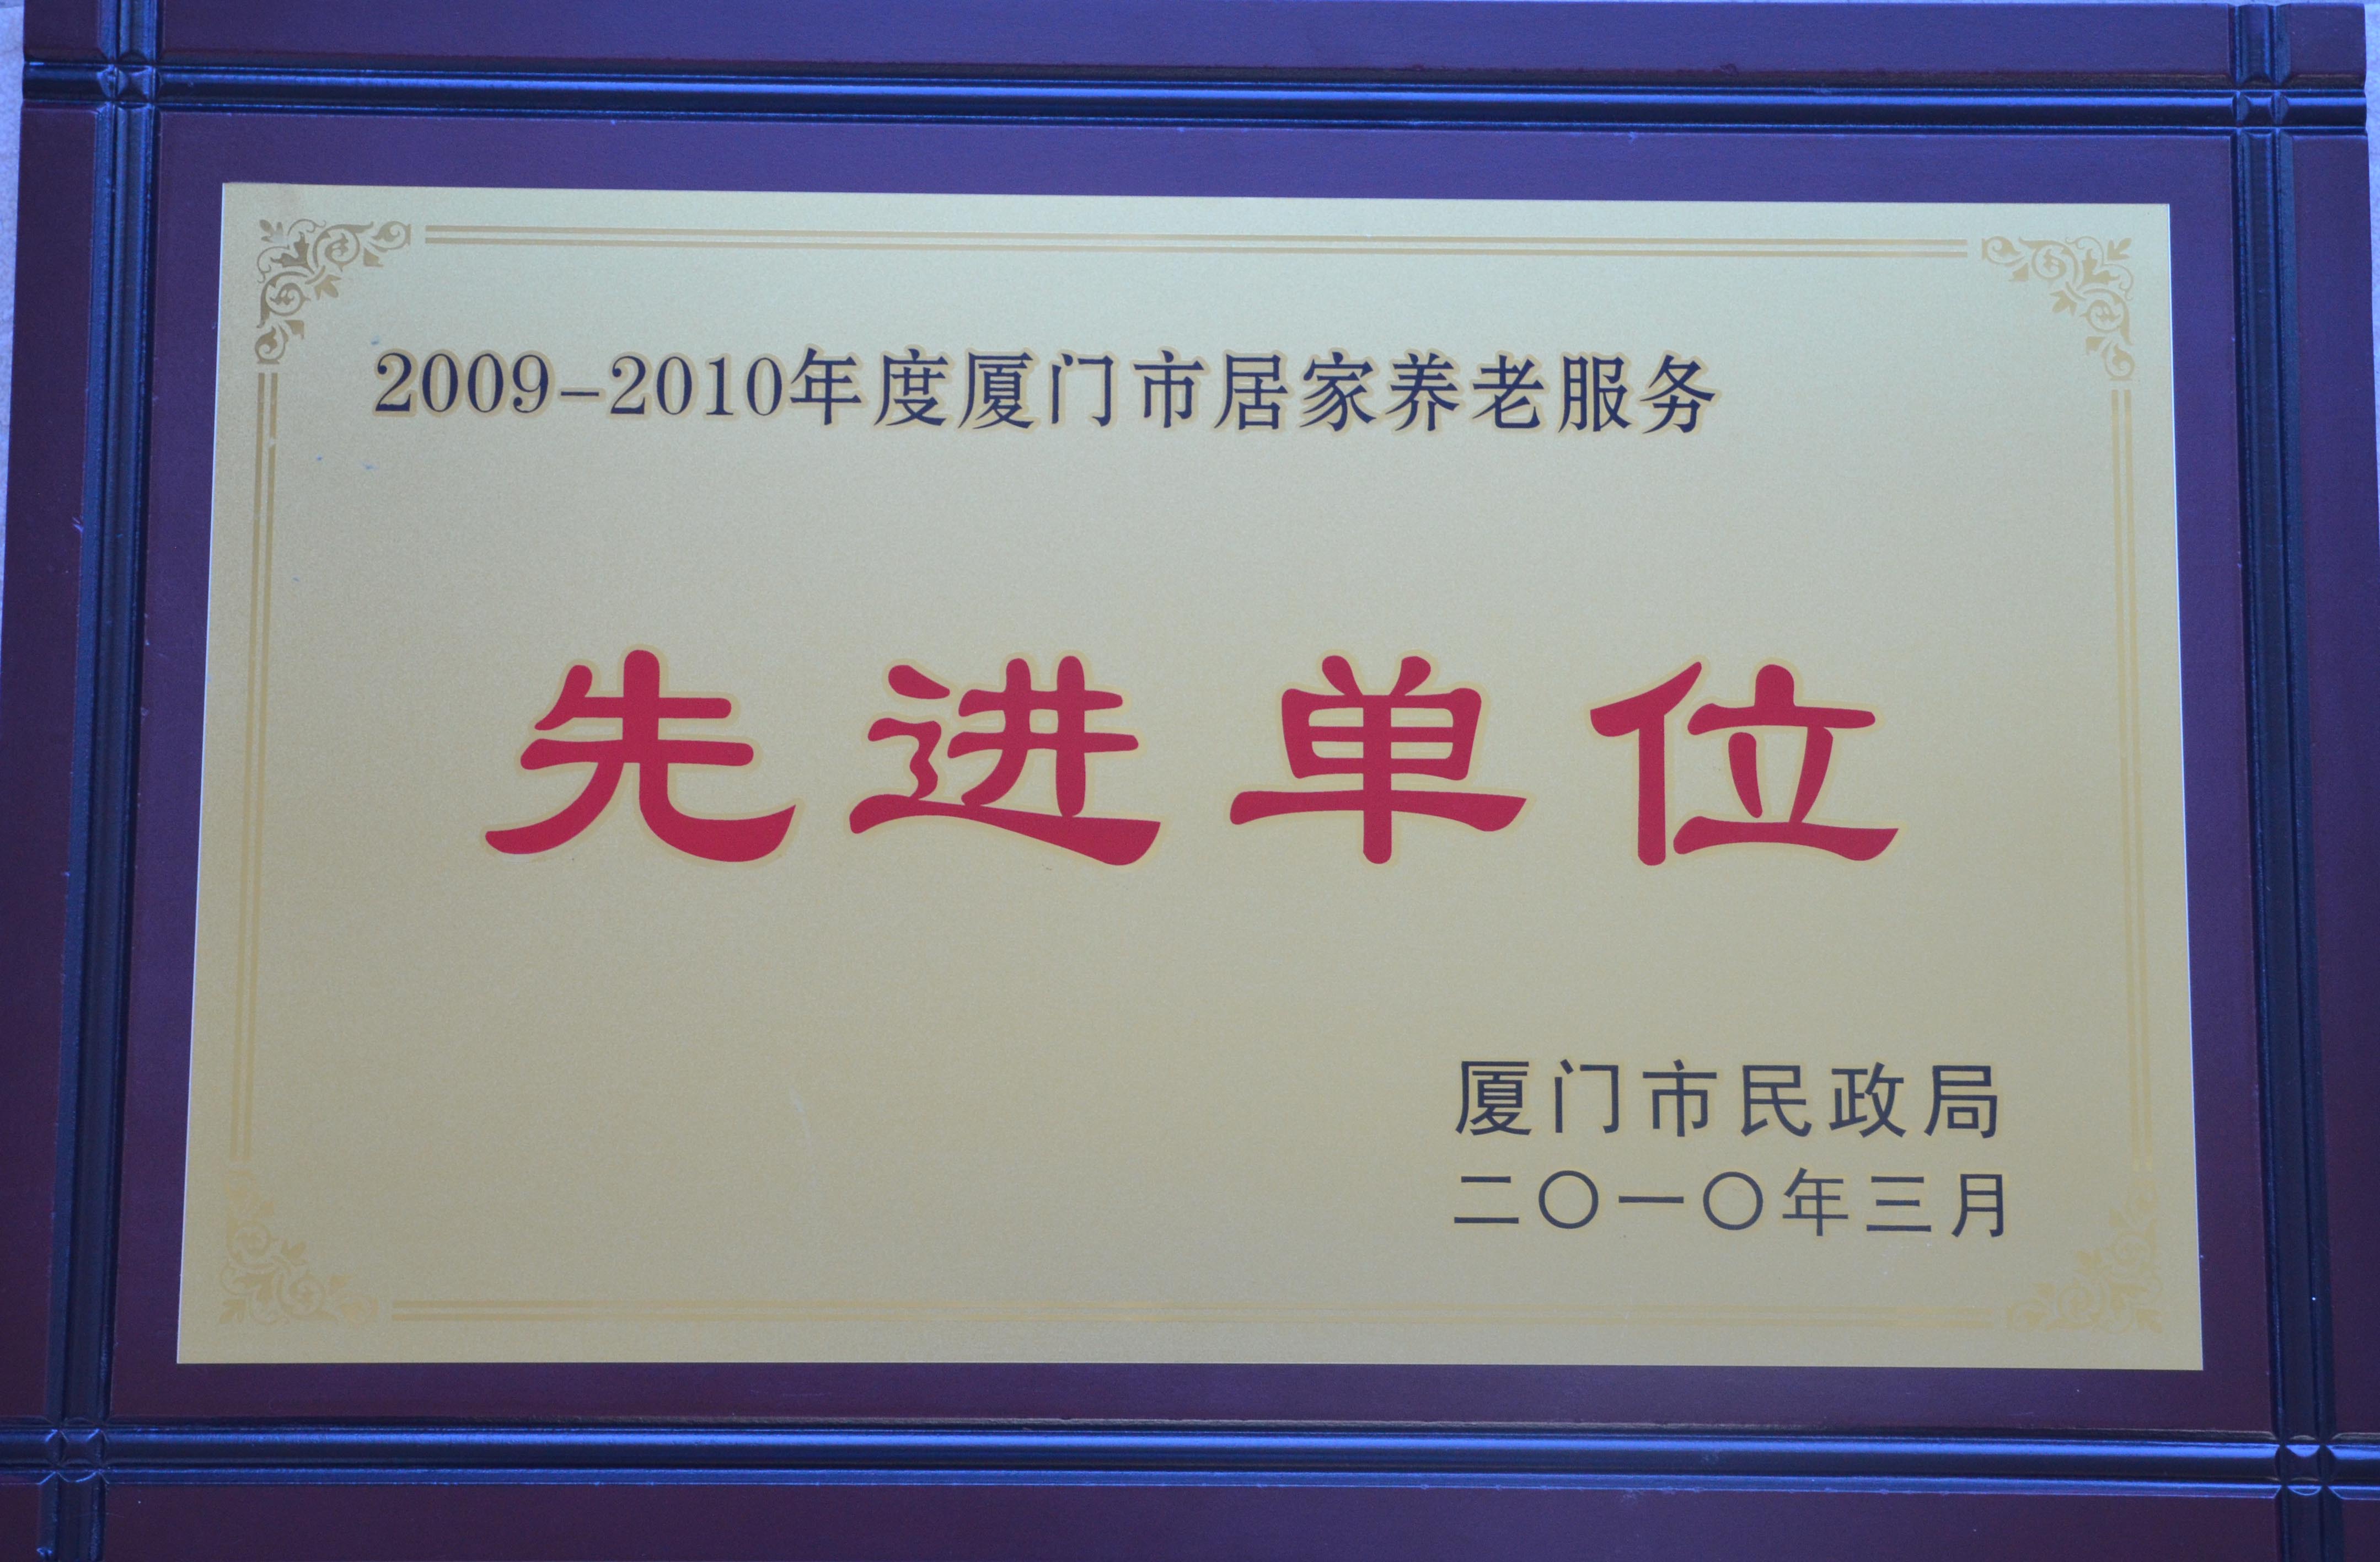 2009-2010年度厦门市居家养老服务
先进单位
厦门市民政局
二〇一〇年三月